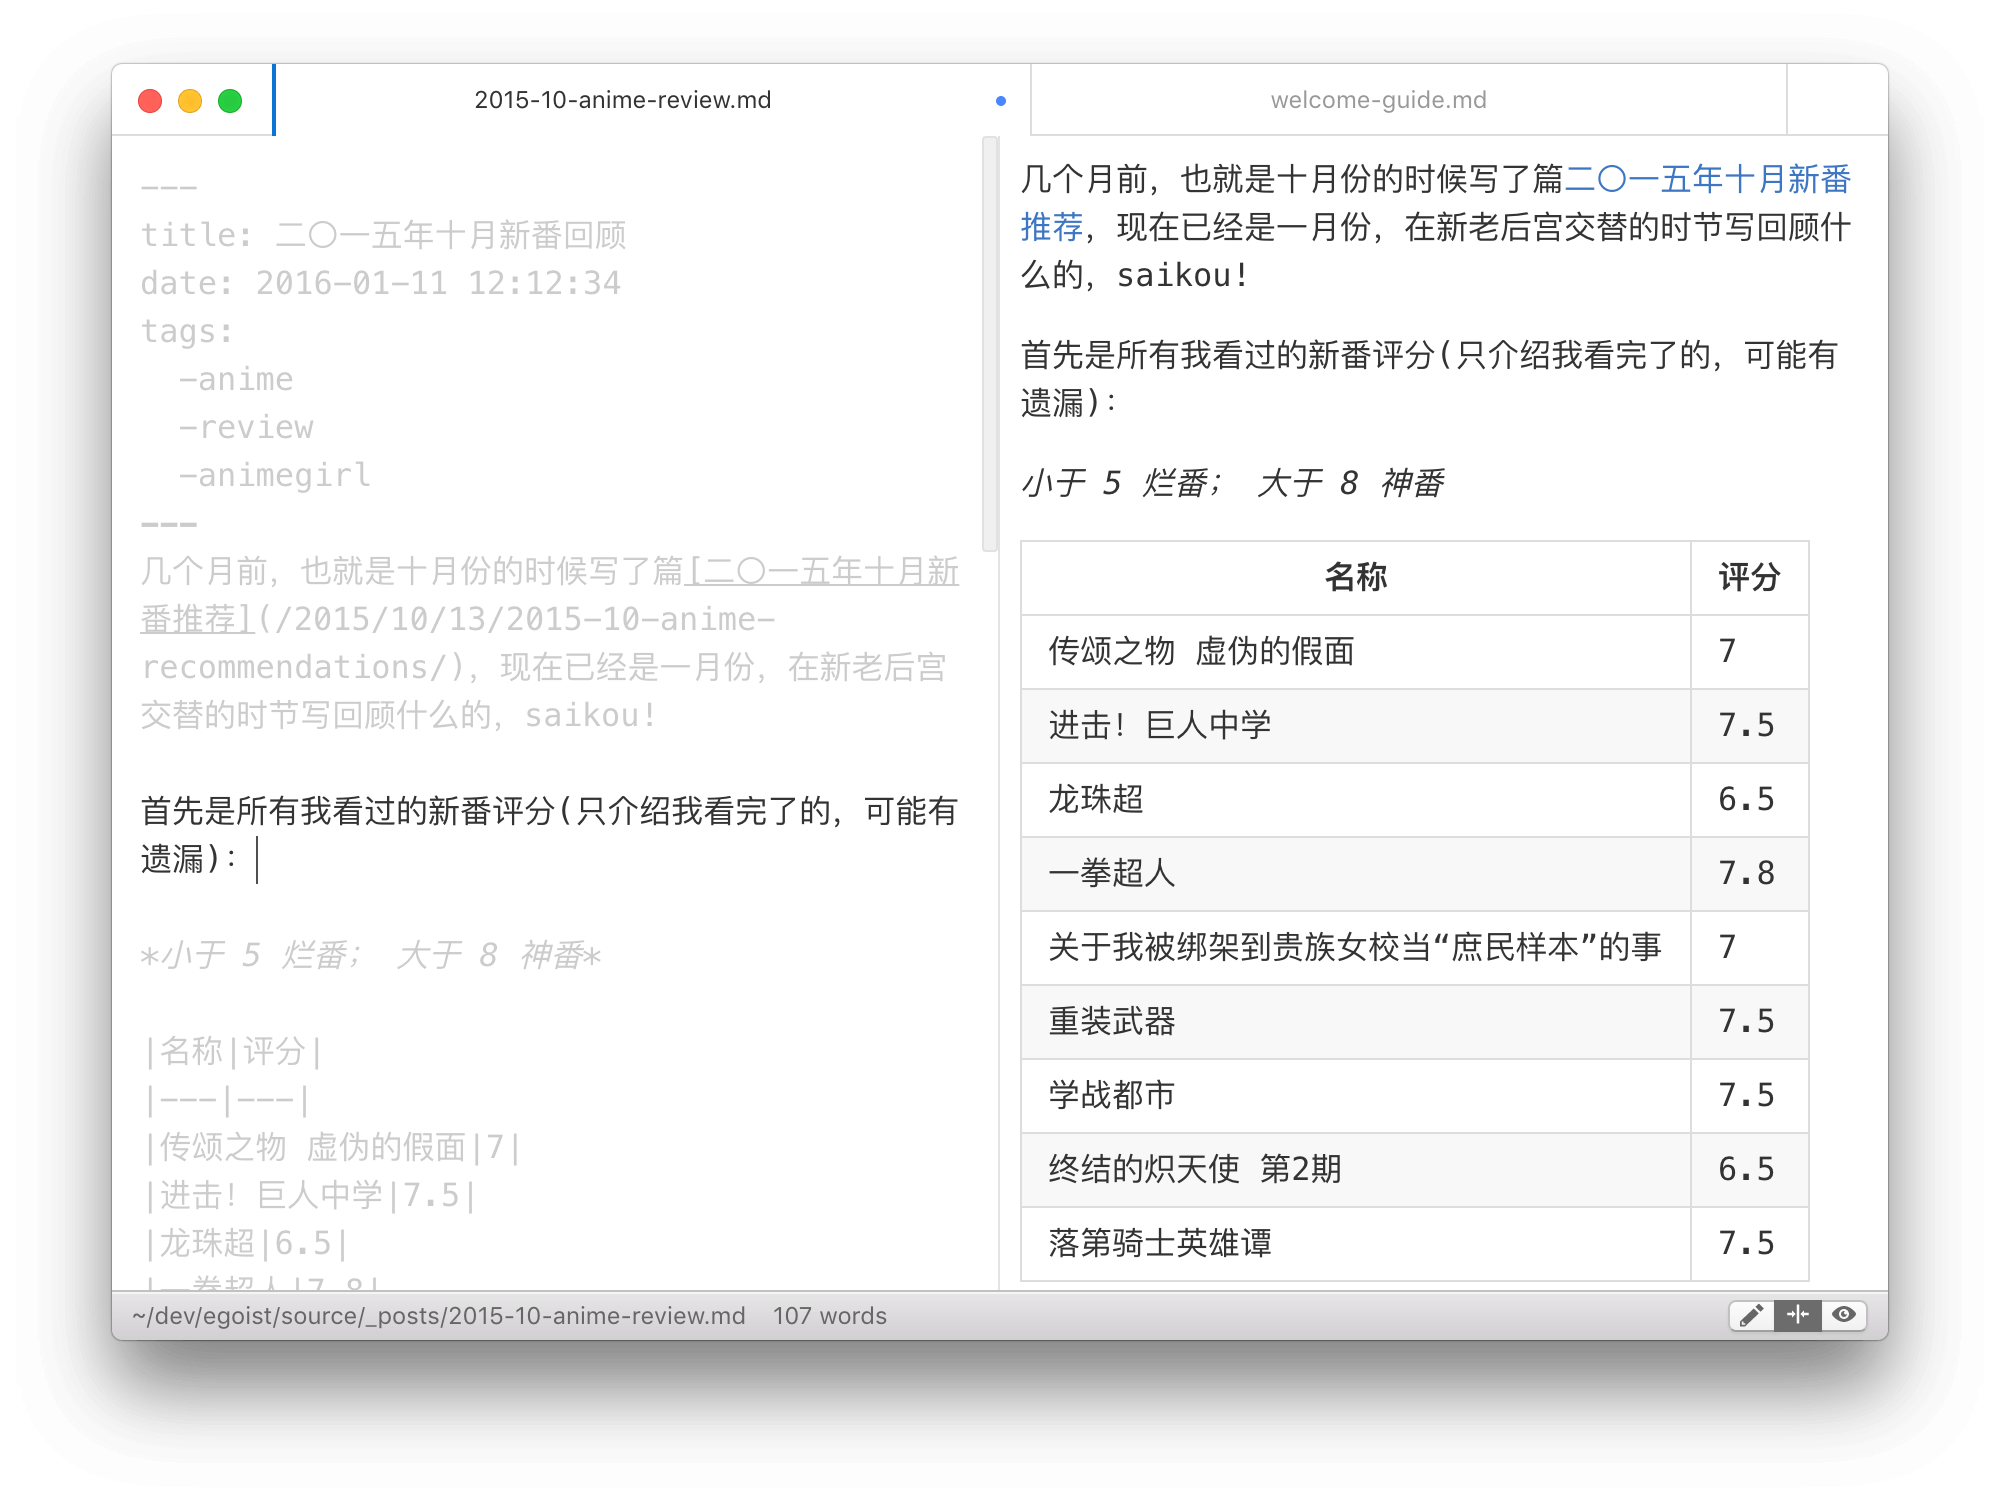 2015-10-anime-review.md
welcome-guide.md
---
title: 二〇一五年十月新番回顾
date: 2016-01-11 12:12:34
tags:
  -anime
  -review
  -animegirl
---
几个月前，也就是十月份的时候写了篇[二〇一五年十月新
番推荐](/2015/10/13/2015-10-anime-
recommendations/)，现在已经是一月份，在新老后宫
交替的时节写回顾什么的，saikou！
首先是所有我看过的新番评分(只介绍我看完了的，可能有
遗漏)：
*小于 5 烂番； 大于 8 神番*
|名称|评分|
|---|---|
|传颂之物 虚伪的假面|7|
|进击！巨人中学|7.5|
|龙珠超|6.5|
|一拳超人|7.8|
几个月前，也就是十月份的时候写了篇二〇一五年十月新番
推荐，现在已经是一月份，在新老后宫交替的时节写回顾什
么的，saikou！
首先是所有我看过的新番评分(只介绍我看完了的，可能有
遗漏)：
小于 5 烂番； 大于 8 神番
名称 评分
传颂之物 虚伪的假面 7
进击！巨人中学 7.5
龙珠超 6.5
一拳超人 7.8
关于我被绑架到贵族女校当“庶民样本”的事 7
重装武器 7.5
学战都市 7.5
终结的炽天使 第2期 6.5
落第骑士英雄谭 7.5
~/dev/egoist/source/_posts/2015-10-anime-review.md 107 words